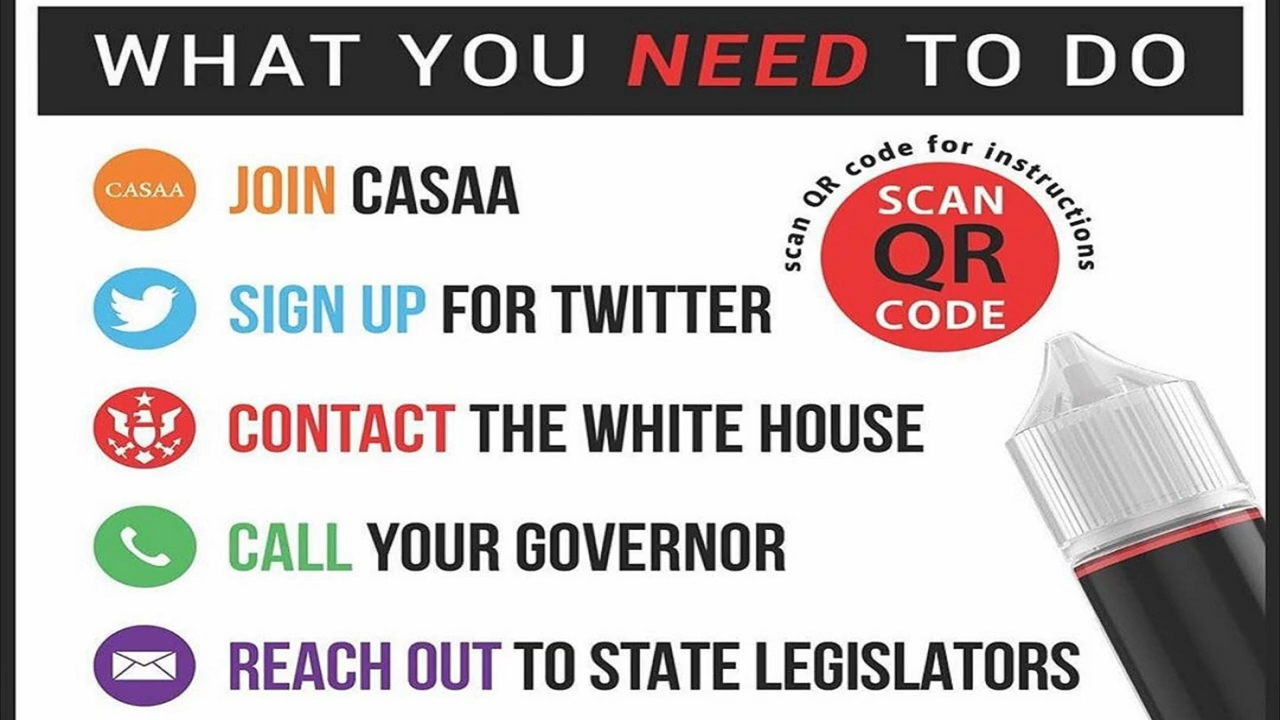 WHAT YOU NEED TO DO
CASAA
JOIN CASAA
scan QR code for instructions
SCAN
QR
CODE
SIGN UP FOR TWITTER
CONTACT THE WHITE HOUSE
CALL YOUR GOVERNOR
REACH OUT TO STATE LEGISLATORS